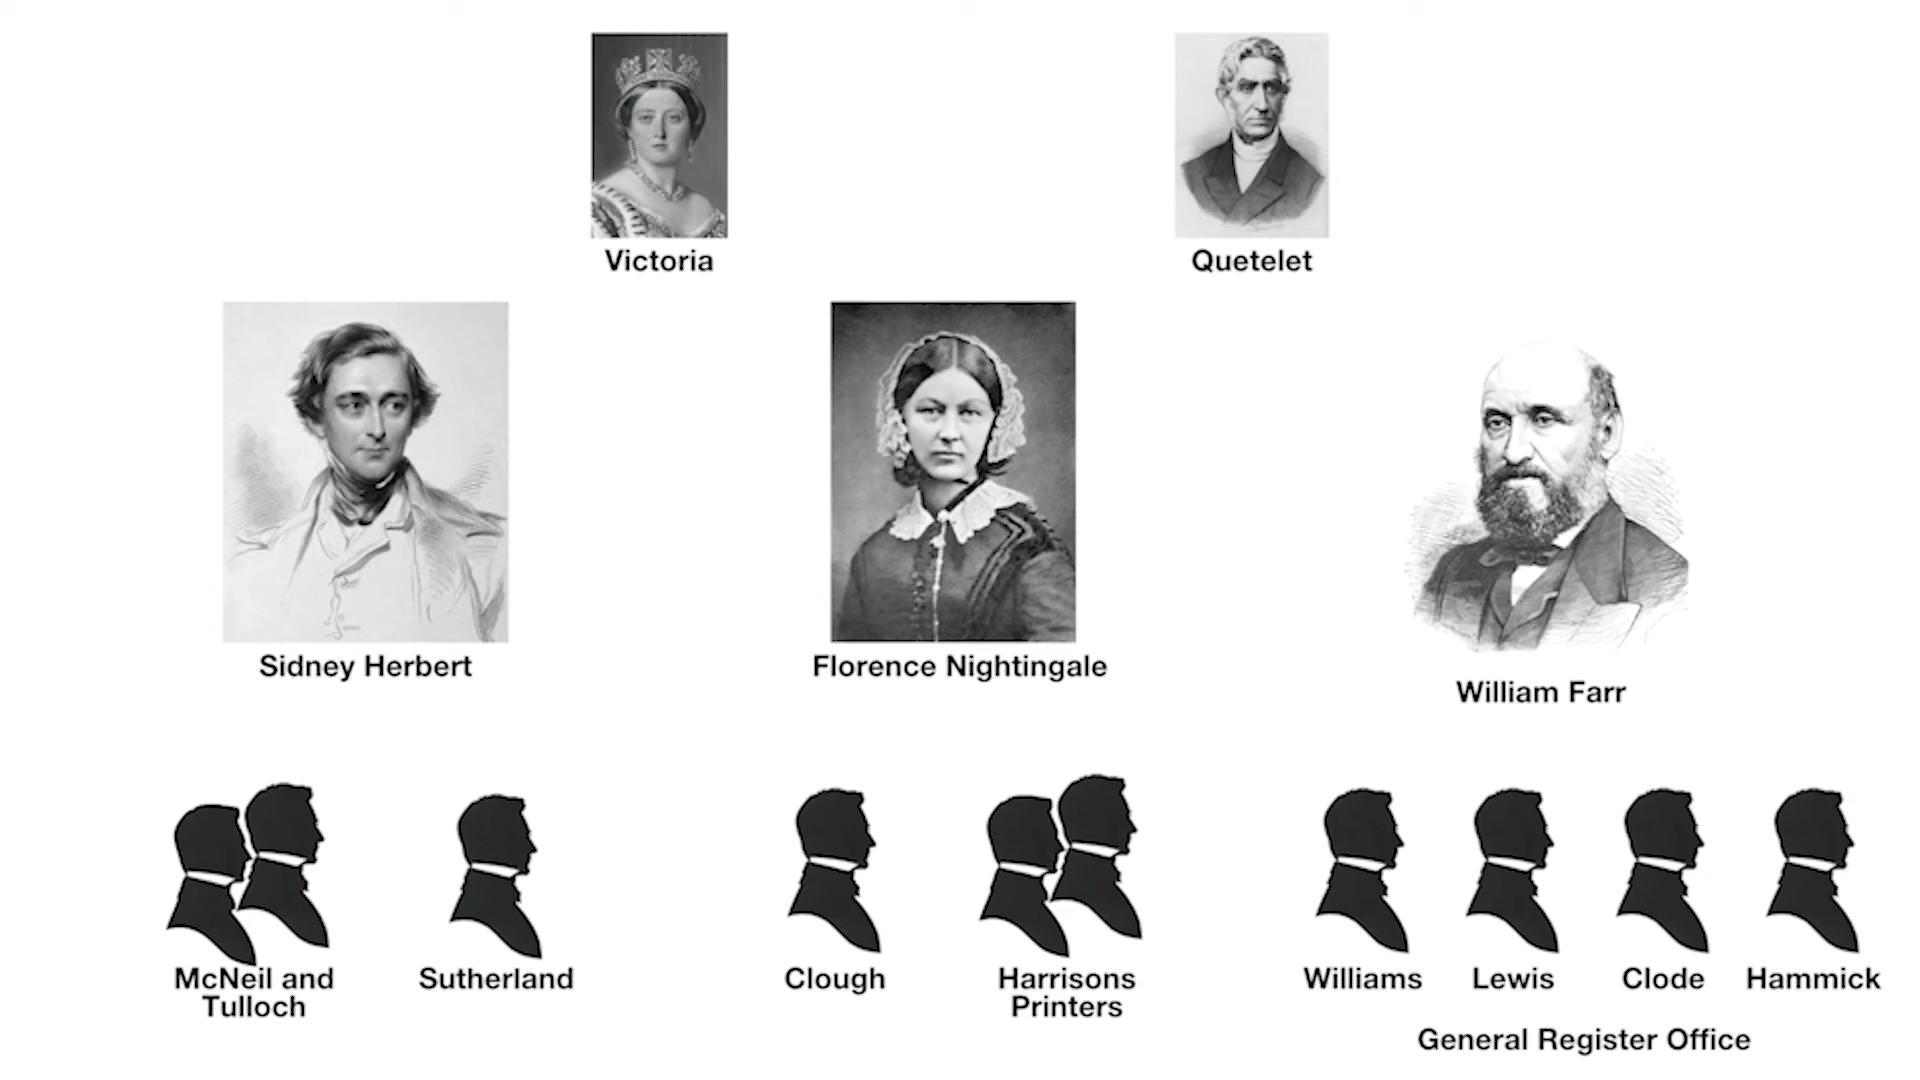 Victoria
Quetelet
Sidney Herbert
Florence Nightingale
William Farr
McNeil and
Tulloch
Sutherland
Clough
Harrisons
Printers
Williams
Lewis
Clode
Hammick
General Register Office